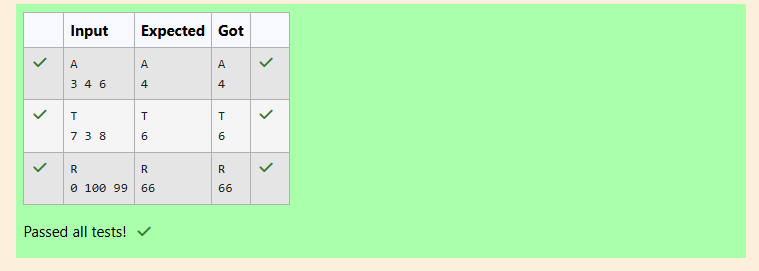 Input Expected Got
A A A
3 4 6 4 4
T T T
7 3 8 6 6
R R R
0 100 99 66 66
Passed all tests!